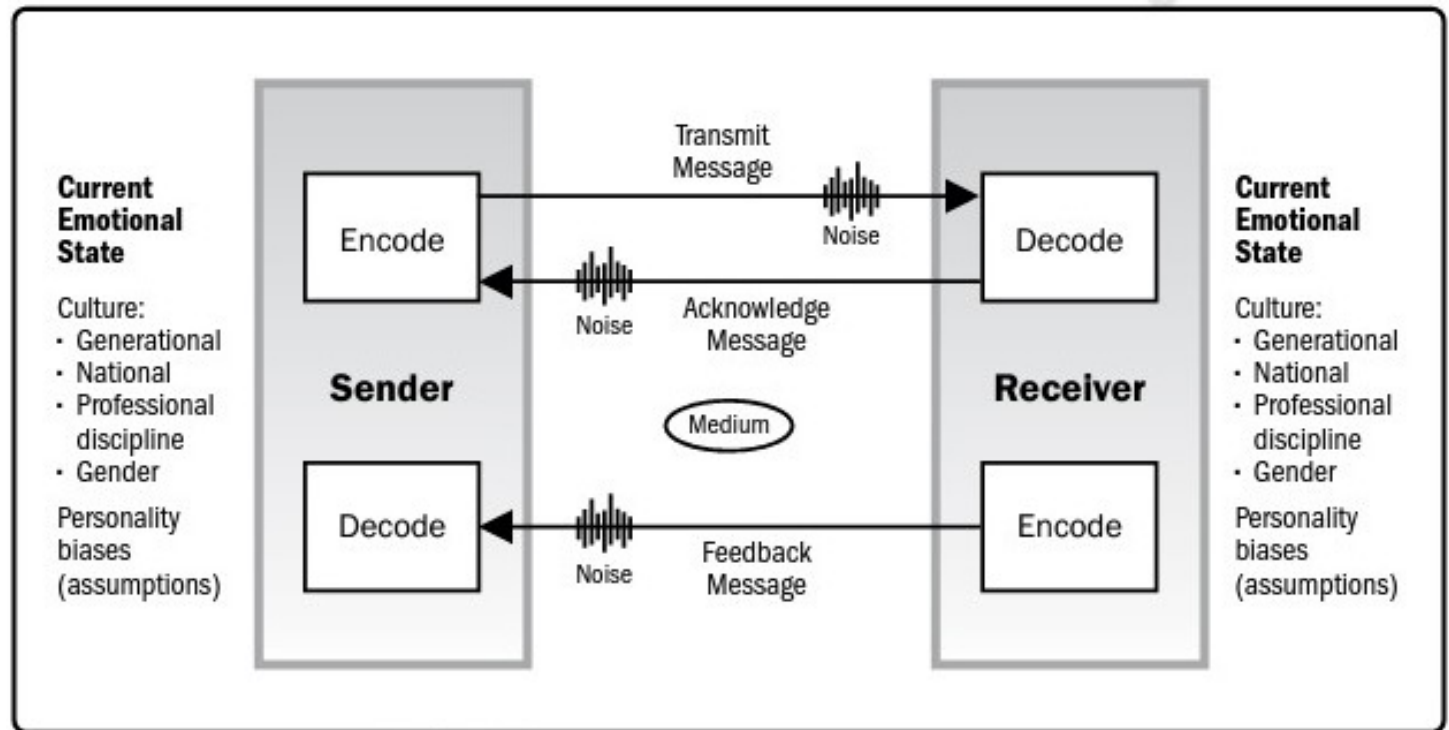 Transmit
Message
Noise
Current
Emotional
State
Culture:
· Generational
· National
· Professional
discipline
· Gender
Personality
biases
(assumptions)
Encode
Sender
Decode
Noise
Acknowledge
Message
Medium
Noise
Feedback
Message
Decode
Receiver
Encode
Current
Emotional
State
Culture:
· Generational
· National
· Professional
discipline
· Gender
Personality
biases
(assumptions)